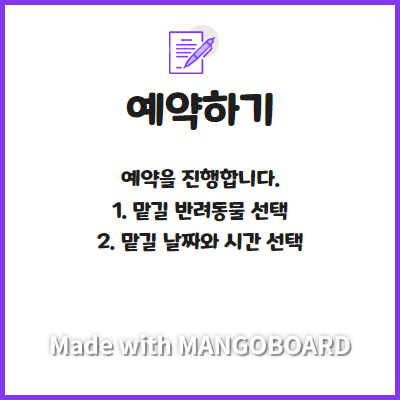 예약하기
예약을 진행합니다.
1. 맡길 반려동물 선택
2. 맡길 날짜와 시간 선택
Made with MANGOBOARD